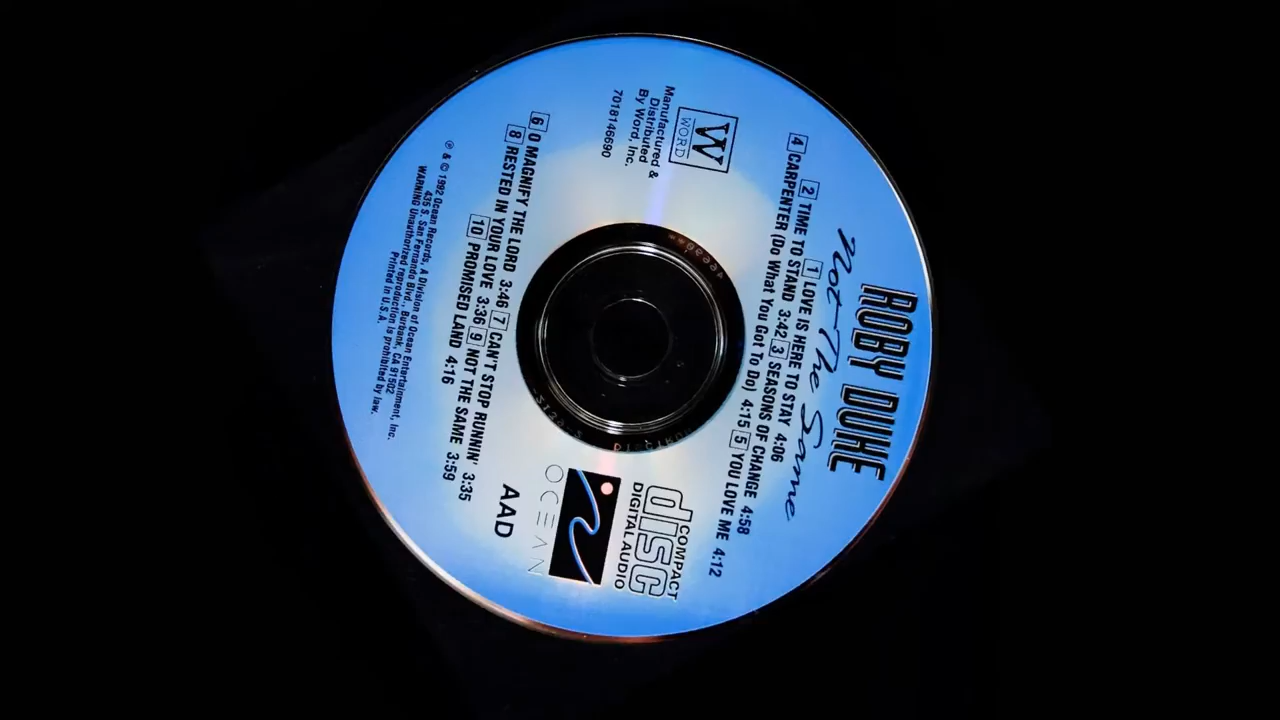 ROBY DUKE
Not The Same
1 LOVE IS HERE TO STAY 4:06
2 TIME TO STAND 3:42 3 SEASONS OF CHANGE 4:58
4 CARPENTER (Do What You Got To Do) 4:15 5 YOU LOVE ME 4:12
W
WORD
Manufactured &
Distributed
By Word, Inc.
7018146690
COMPACT
disc
DIGITAL AUDIO
OCEAN
AAD
6 O MAGNIFY THE LORD 3:46 7 CAN'T STOP RUNNIN' 3:35
8 RESTED IN YOUR LOVE 3:36 9 NOT THE SAME 3:59
10 PROMISED LAND 4:16
℗ & © 1992 Ocean Records, A Division of Ocean Entertainment, Inc.
435 S. San Fernando Blvd., Burbank, CA 91502
WARNING Unauthorized reproduction is prohibited by law.
Printed in U.S.A.